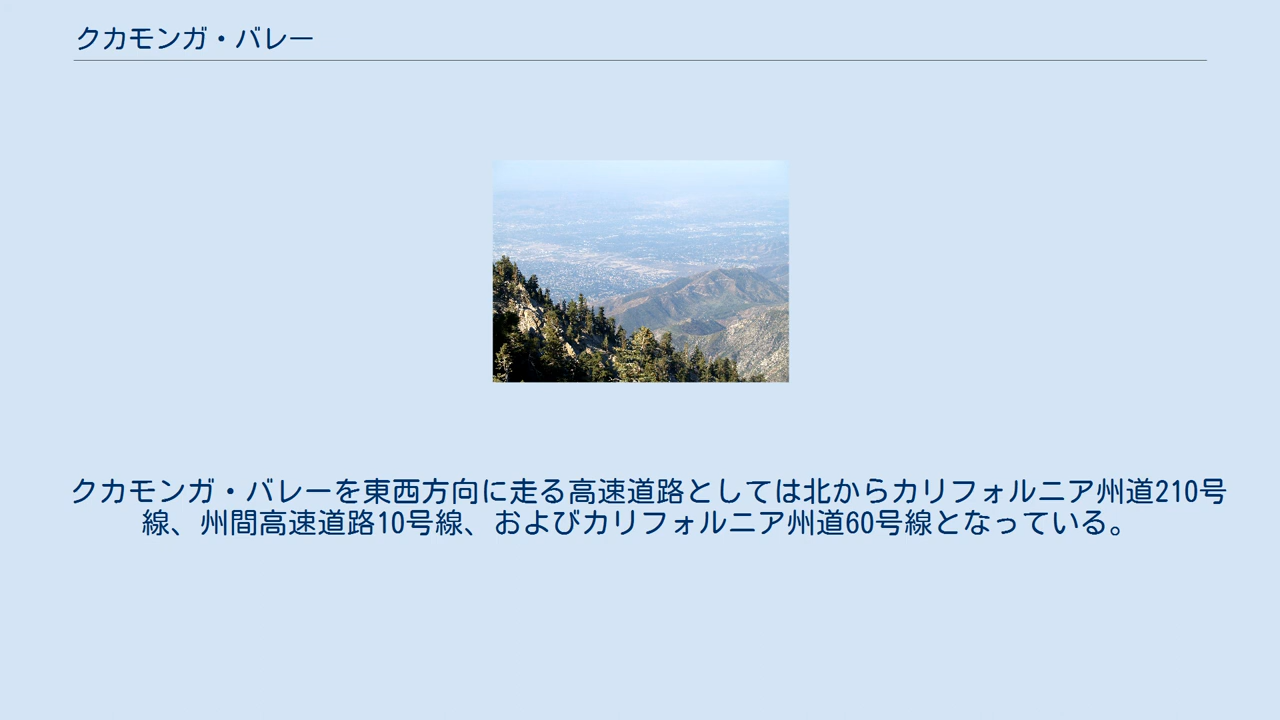 クカモンガ・バレー
クカモンガ・バレーを東西方向に走る高速道路としては北からカリフォルニア州道210号
線、州間高速道路10号線、およびカリフォルニア州道60号線となっている。